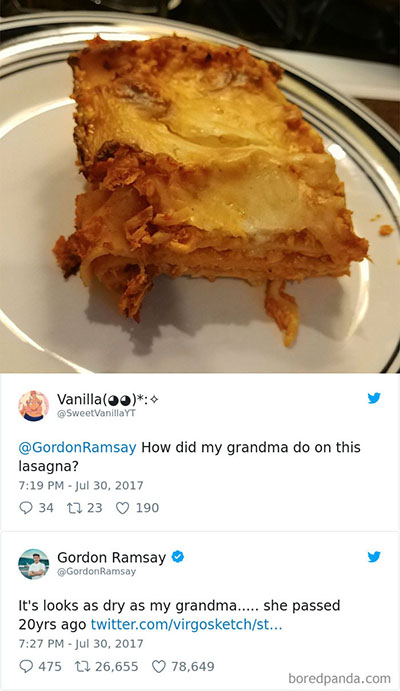 Vanilla(◕◕)*:✧
@SweetVanillaYT
@GordonRamsay How did my grandma do on this
lasagna?
7:19 PM - Jul 30, 2017
34 23 190
Gordon Ramsay
@GordonRamsay
It's looks as dry as my grandma..... she passed
20yrs ago twitter.com/virgosketch/st…
7:27 PM - Jul 30, 2017
475 26,655 78,649
boredpanda.com